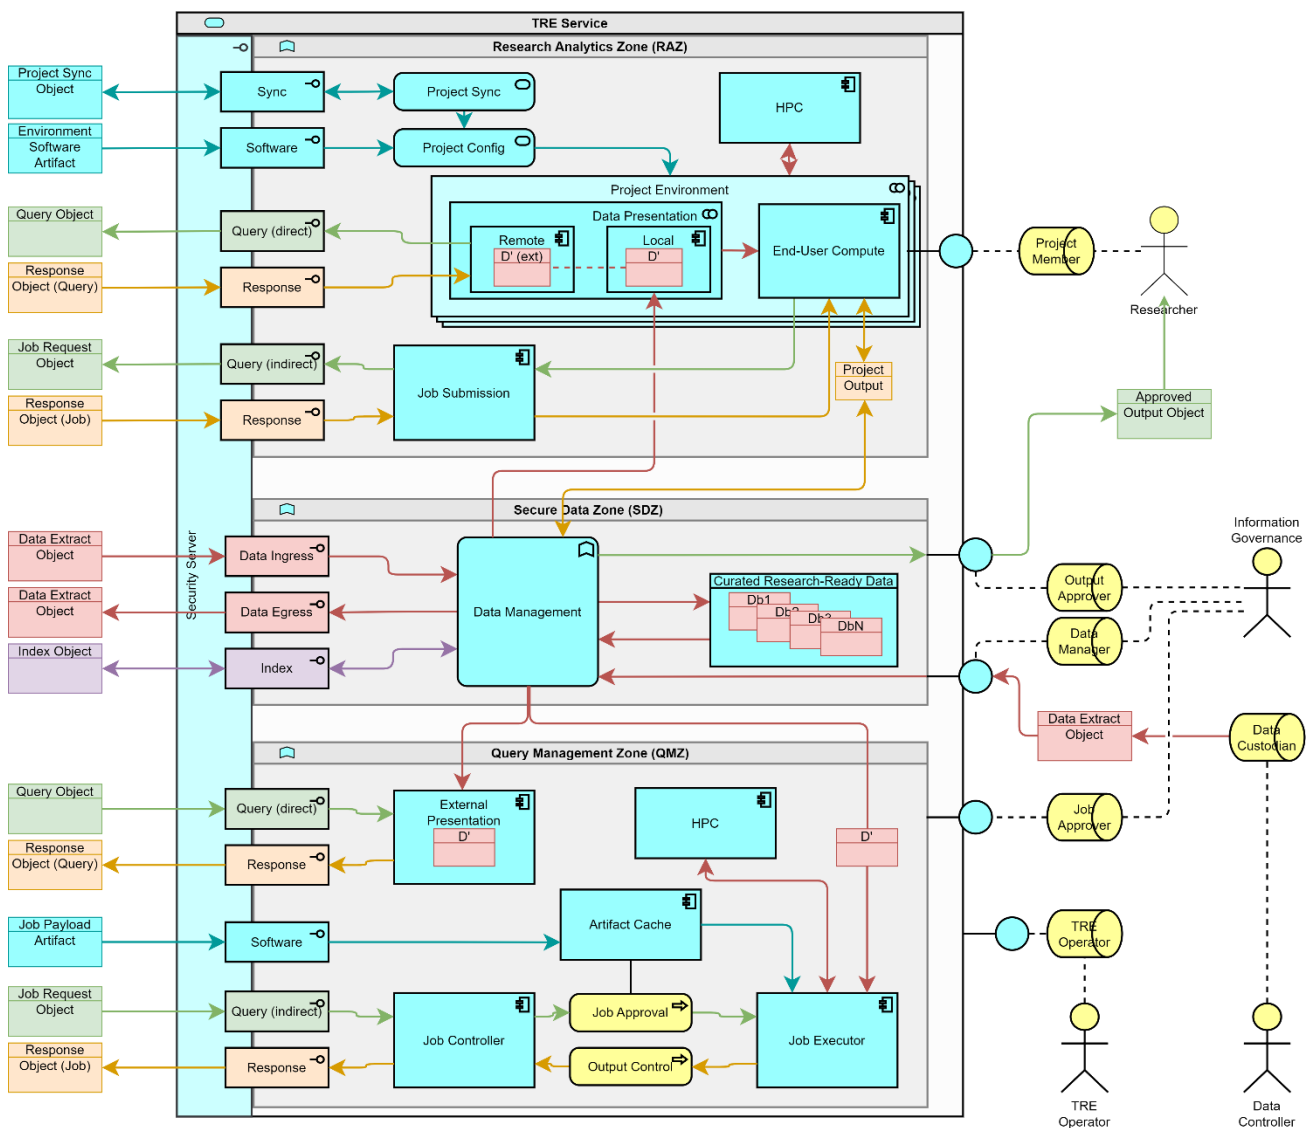 TRE Service
Research Analytics Zone (RAZ)
Project Sync
Object
Sync
Project Sync
HPC
Environment
Software
Artifact
Software
Project Config
Project Environment
Query Object
Query (direct)
Data Presentation
Remote
D' (ext)
Local
D'
End-User Compute
Project
Member
Researcher
Response
Object (Query)
Response
Job Request
Object
Query (indirect)
Job Submission
Project
Output
Response
Object (Job)
Response
Approved
Output Object
Security Server
Secure Data Zone (SDZ)
Data Extract
Object
Data Ingress
Data Management
Curated Research-Ready Data
Db1
Db2
Db3
DbN
Data Extract
Object
Data Egress
Index Object
Index
Information
Governance
Output
Approver
Data
Manager
Data Extract
Object
Data
Custodian
Query Management Zone (QMZ)
Query Object
Query (direct)
External
Presentation
D'
HPC
D'
Job
Approver
Response
Object (Query)
Response
Job Payload
Artifact
Software
Artifact Cache
TRE
Operator
Job Request
Object
Query (indirect)
Job Controller
Job Approval
Job Executor
Response
Object (Job)
Response
Output Control
TRE
Operator
Data
Controller